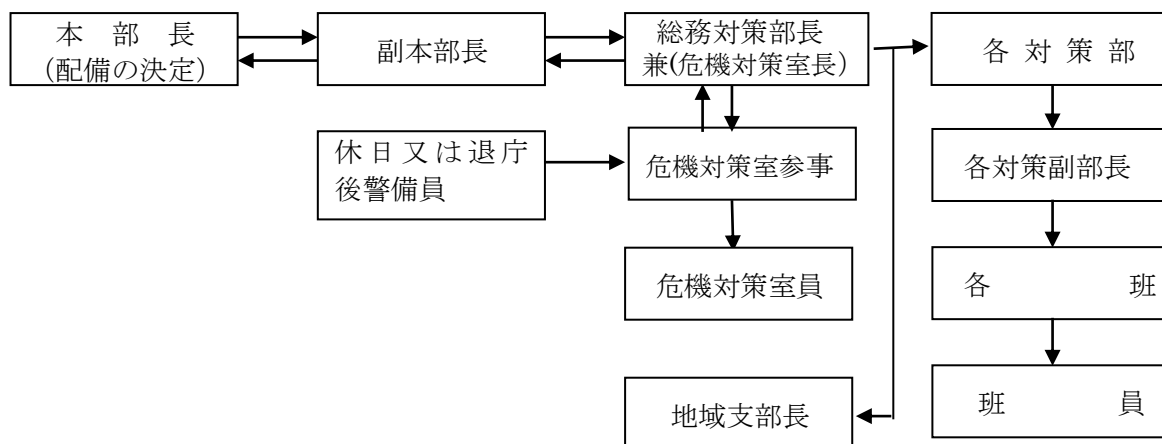 本部長
(配備の決定)
副本部長
総務対策部長
兼(危機対策室長)
各対策部
休日又は退庁
後警備員
危機対策室参事
各対策副部長
危機対策室員
各班
地域支部長
班員